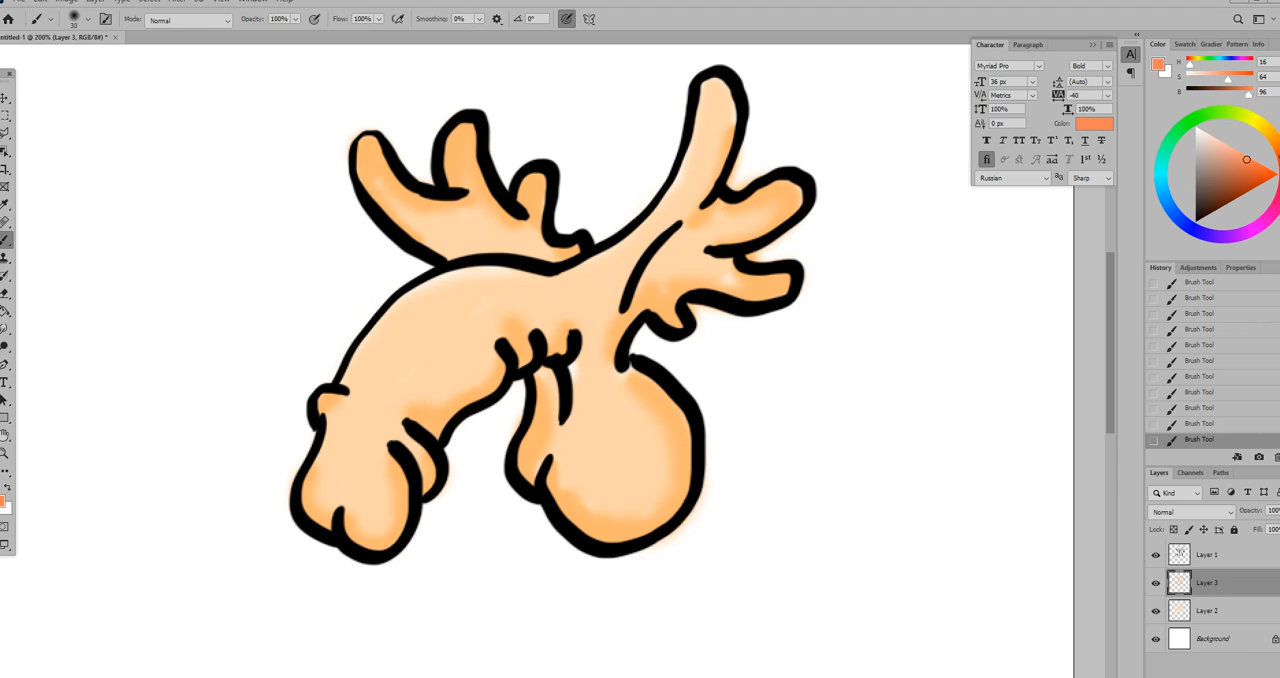 Mode: Normal Opacity: 100% Flow: 100% Smoothing: 0% 0°
ntitled-1 @ 200% (Layer 3, RGB/8#) * ×
30
Character Paragraph
Myriad Pro Bold
36 px (Auto)
Metrics -40
100% 100%
0 px Color:
Russian Sharp
Color Swatch Gradier Pattern Info
H 16
S 64
B 96
History Adjustments Properties
Brush Tool
Brush Tool
Brush Tool
Brush Tool
Brush Tool
Brush Tool
Brush Tool
Brush Tool
Brush Tool
Brush Tool
Brush Tool
Layers Channels Paths
Kind
Normal Opacity: 100%
Lock: Fill: 100%
Layer 1
Layer 3
Layer 2
Background